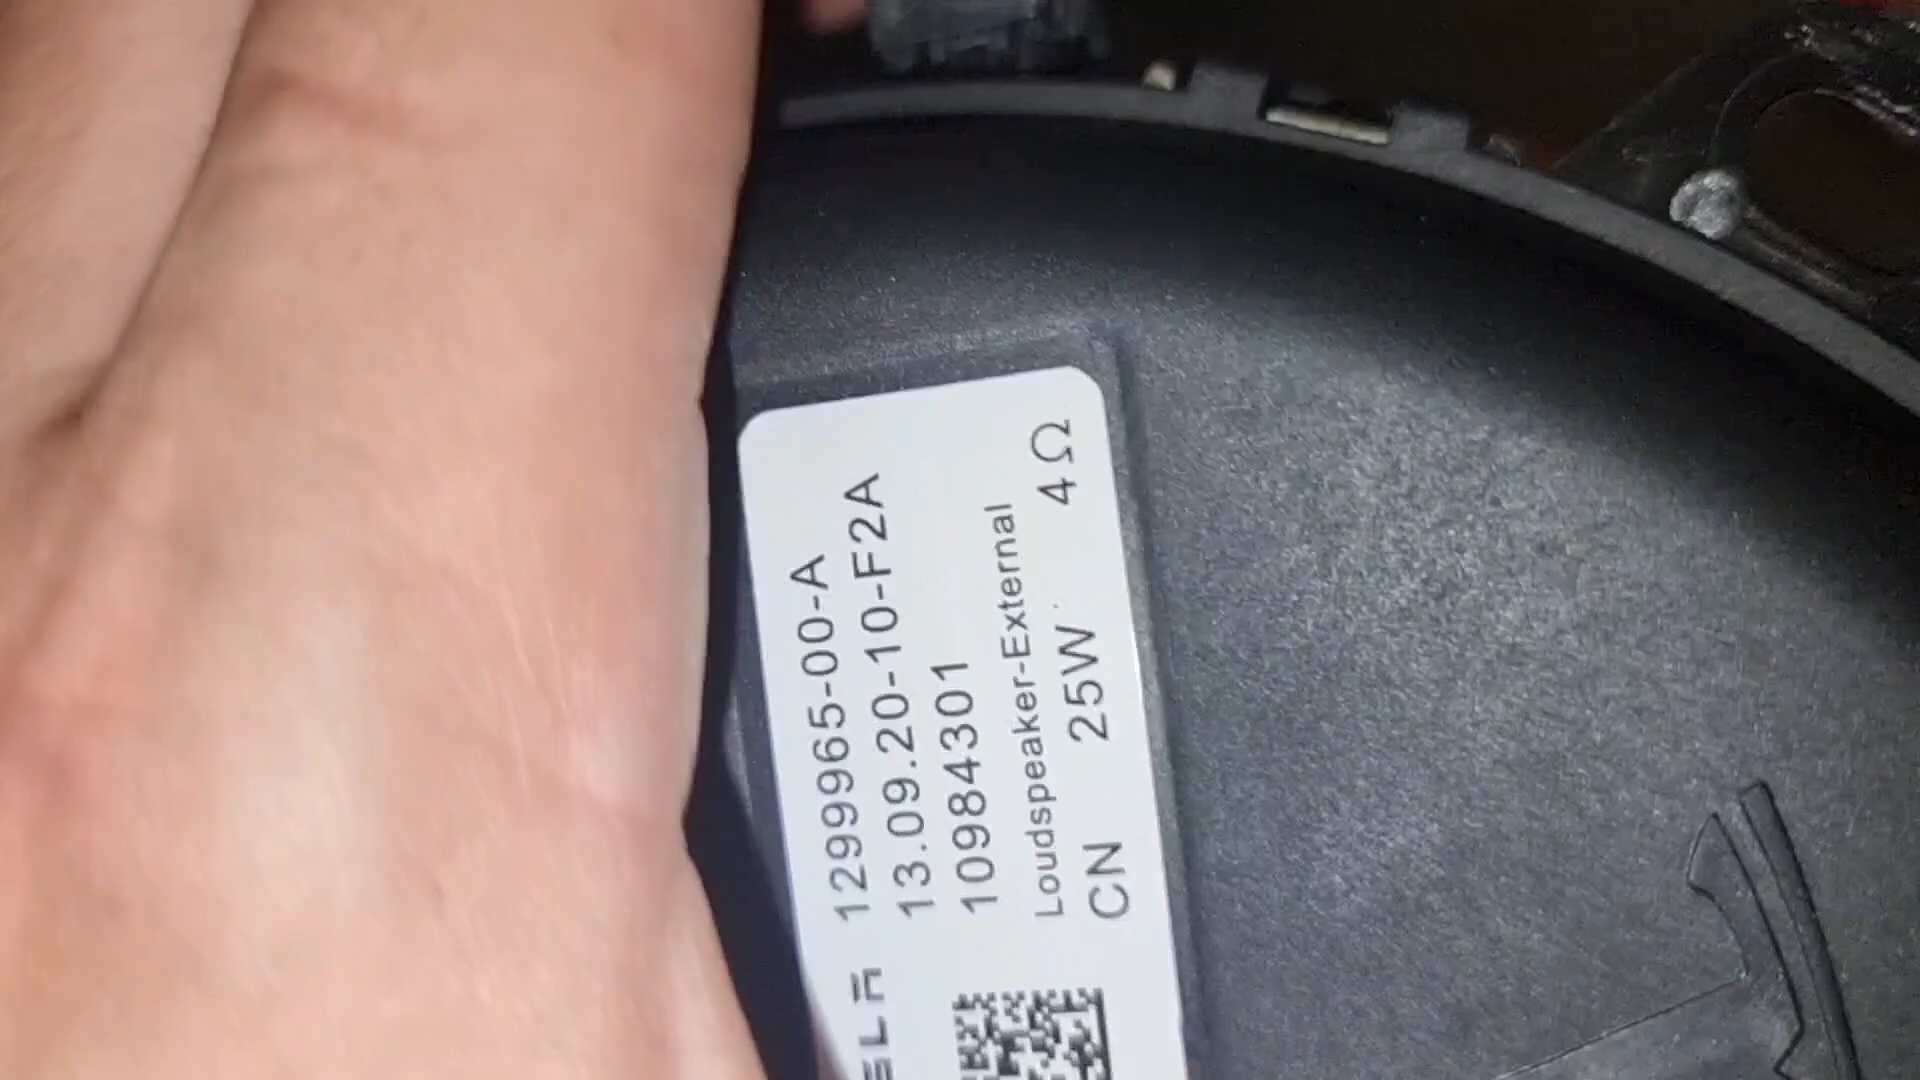 1299965-00-A
13.09.20-10-F2A
10984301
Loudspeaker-External
CN 25W 4Ω